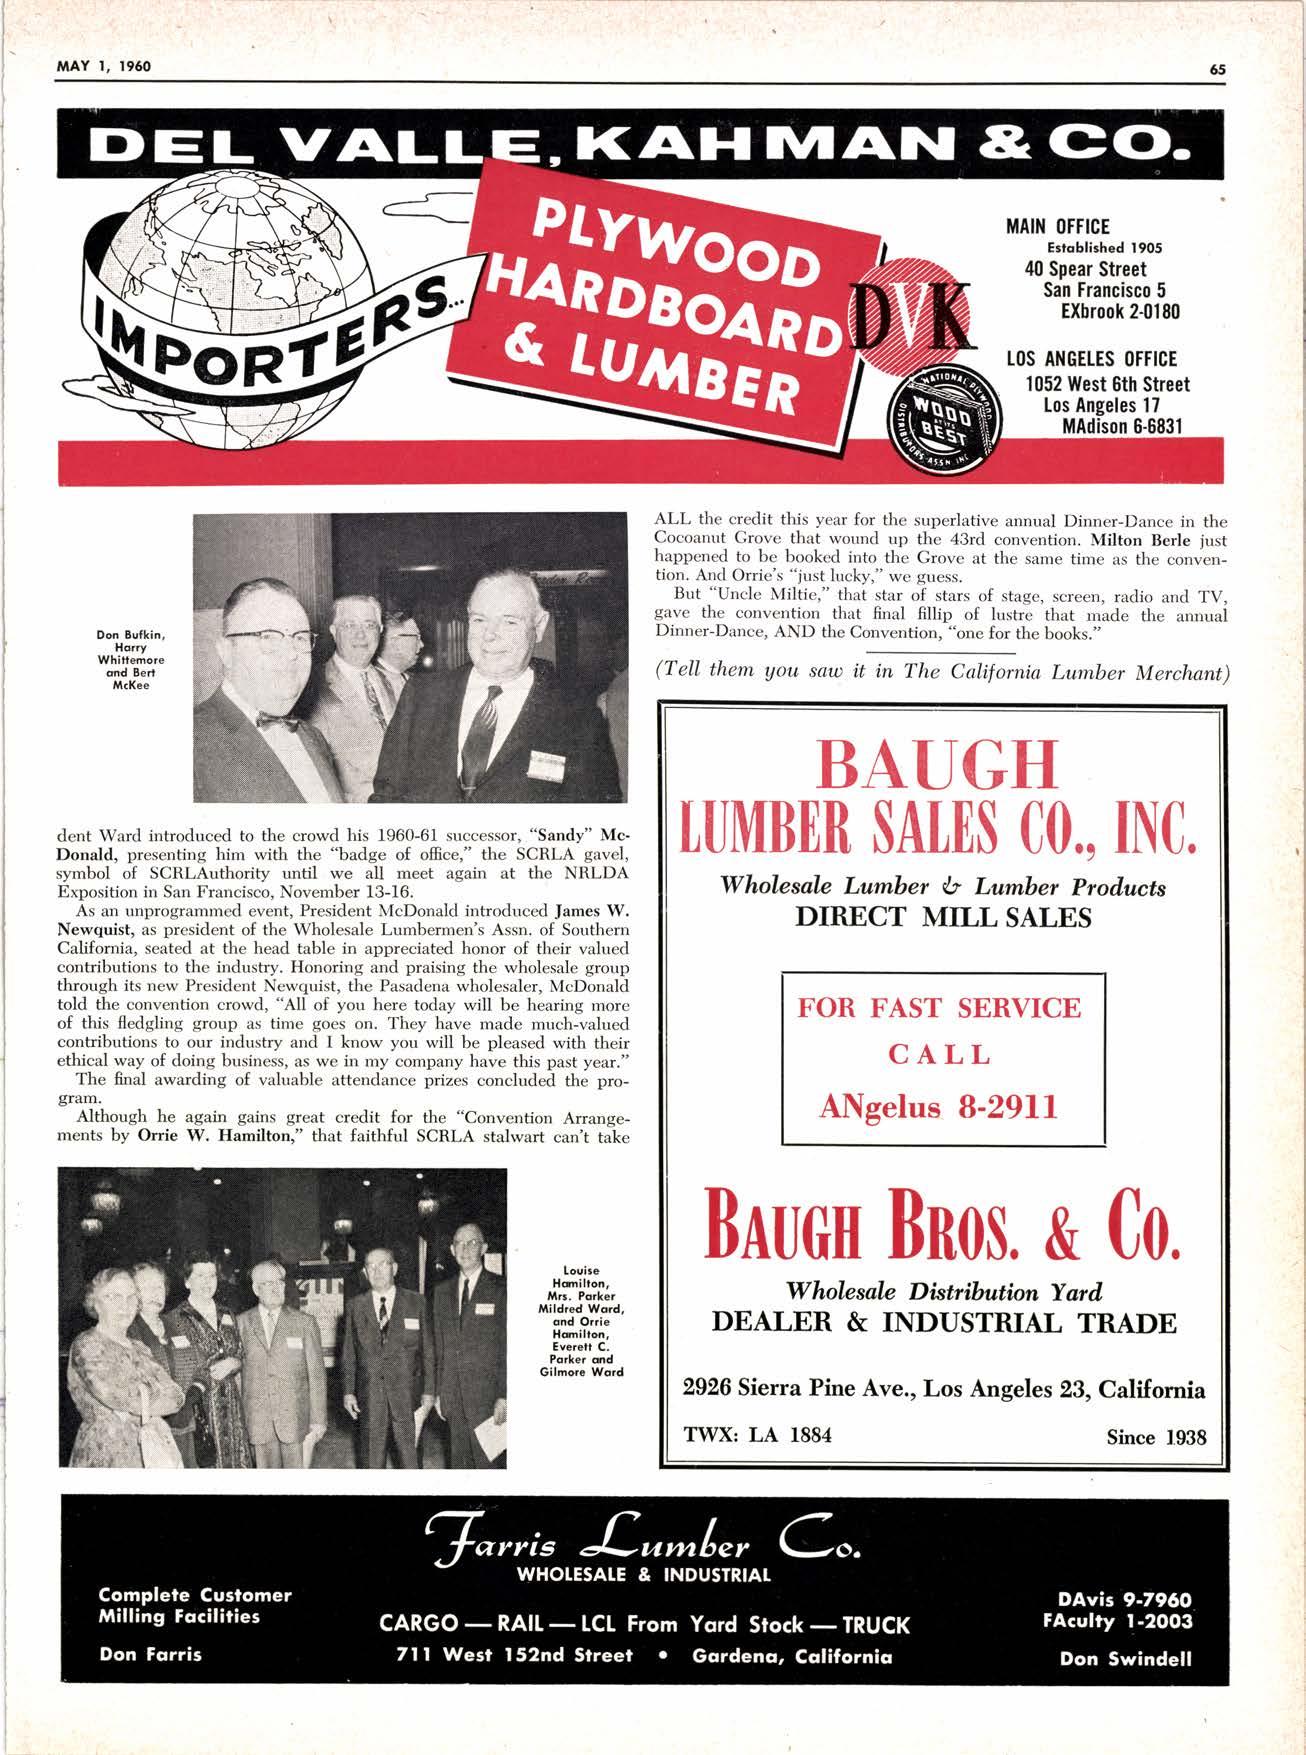 MAY 1, 1960
65
DEL VALLE, KAHMAN & CO.
IMPORTERS...
PLYWOOD
HARDBOARD
& LUMBER
DVK
NATIONAL PLYWOOD
DISTRIBUTORS ASSN INC
WOOD
AT ITS
BEST
MAIN OFFICE
Established 1905
40 Spear Street
San Francisco 5
EXbrook 2-0180
LOS ANGELES OFFICE
1052 West 6th Street
Los Angeles 17
MAdison 6-6831
Don Bufkin,
Harry
Whittemore
and Bert
McKee
dent Ward introduced to the crowd his 1960-61 successor, “Sandy” Mc-
Donald, presenting him with the “badge of office,” the SCRLA gavel,
symbol of SCRLAuthority until we all meet again at the NRLDA
Exposition in San Francisco, November 13-16.
As an unprogrammed event, President McDonald introduced James W.
Newquist, as president of the Wholesale Lumbermen’s Assn. of Southern
California, seated at the head table in appreciated honor of their valued
contributions to the industry. Honoring and praising the wholesale group
through its new President Newquist, the Pasadena wholesaler, McDonald
told the convention crowd, “All of you here today will be hearing more
of this fledgling group as time goes on. They have made much-valued
contributions to our industry and I know you will be pleased with their
ethical way of doing business, as we in my company have this past year.”
The final awarding of valuable attendance prizes concluded the pro-
gram.
Although he again gains great credit for the “Convention Arrange-
ments by Orrie W. Hamilton,” that faithful SCRLA stalwart can’t take
Louise
Hamilton,
Mrs. Parker
Mildred Ward,
and Orrie
Hamilton,
Everett C.
Parker and
Gilmore Ward
ALL the credit this year for the superlative annual Dinner-Dance in the
Cocoanut Grove that wound up the 43rd convention. Milton Berle just
happened to be booked into the Grove at the same time as the conven-
tion. And Orrie’s “just lucky,” we guess.
But “Uncle Miltie,” that star of stars of stage, screen, radio and TV,
gave the convention that final fillip of lustre that made the annual
Dinner-Dance, AND the Convention, “one for the books.”
(Tell them you saw it in The California Lumber Merchant)
BAUGH
LUMBER SALES CO., INC.
Wholesale Lumber & Lumber Products
DIRECT MILL SALES
FOR FAST SERVICE
CALL
ANgelus 8-2911
BAUGH BROS. & CO.
Wholesale Distribution Yard
DEALER & INDUSTRIAL TRADE
2926 Sierra Pine Ave., Los Angeles 23, California
TWX: LA 1884
Since 1938
Farris Lumber Co.
WHOLESALE & INDUSTRIAL
Complete Customer
Milling Facilities
Don Farris
CARGO — RAIL — LCL From Yard Stock — TRUCK
711 West 152nd Street • Gardena, California
DAvis 9-7960
FAculty 1-2003
Don Swindell